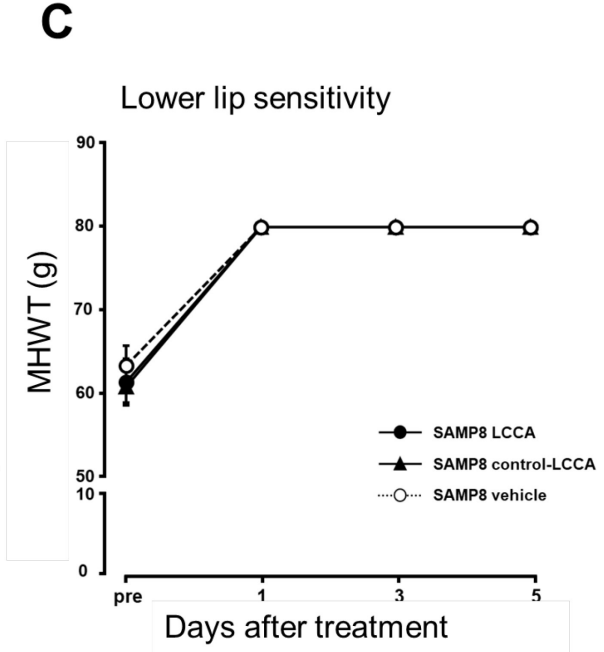 C
Lower lip sensitivity
MHWT (g)
90
80
70
60
50
10
0
SAMP8 LCCA
SAMP8 control-LCCA
SAMP8 vehicle
pre 1 3 5
Days after treatment